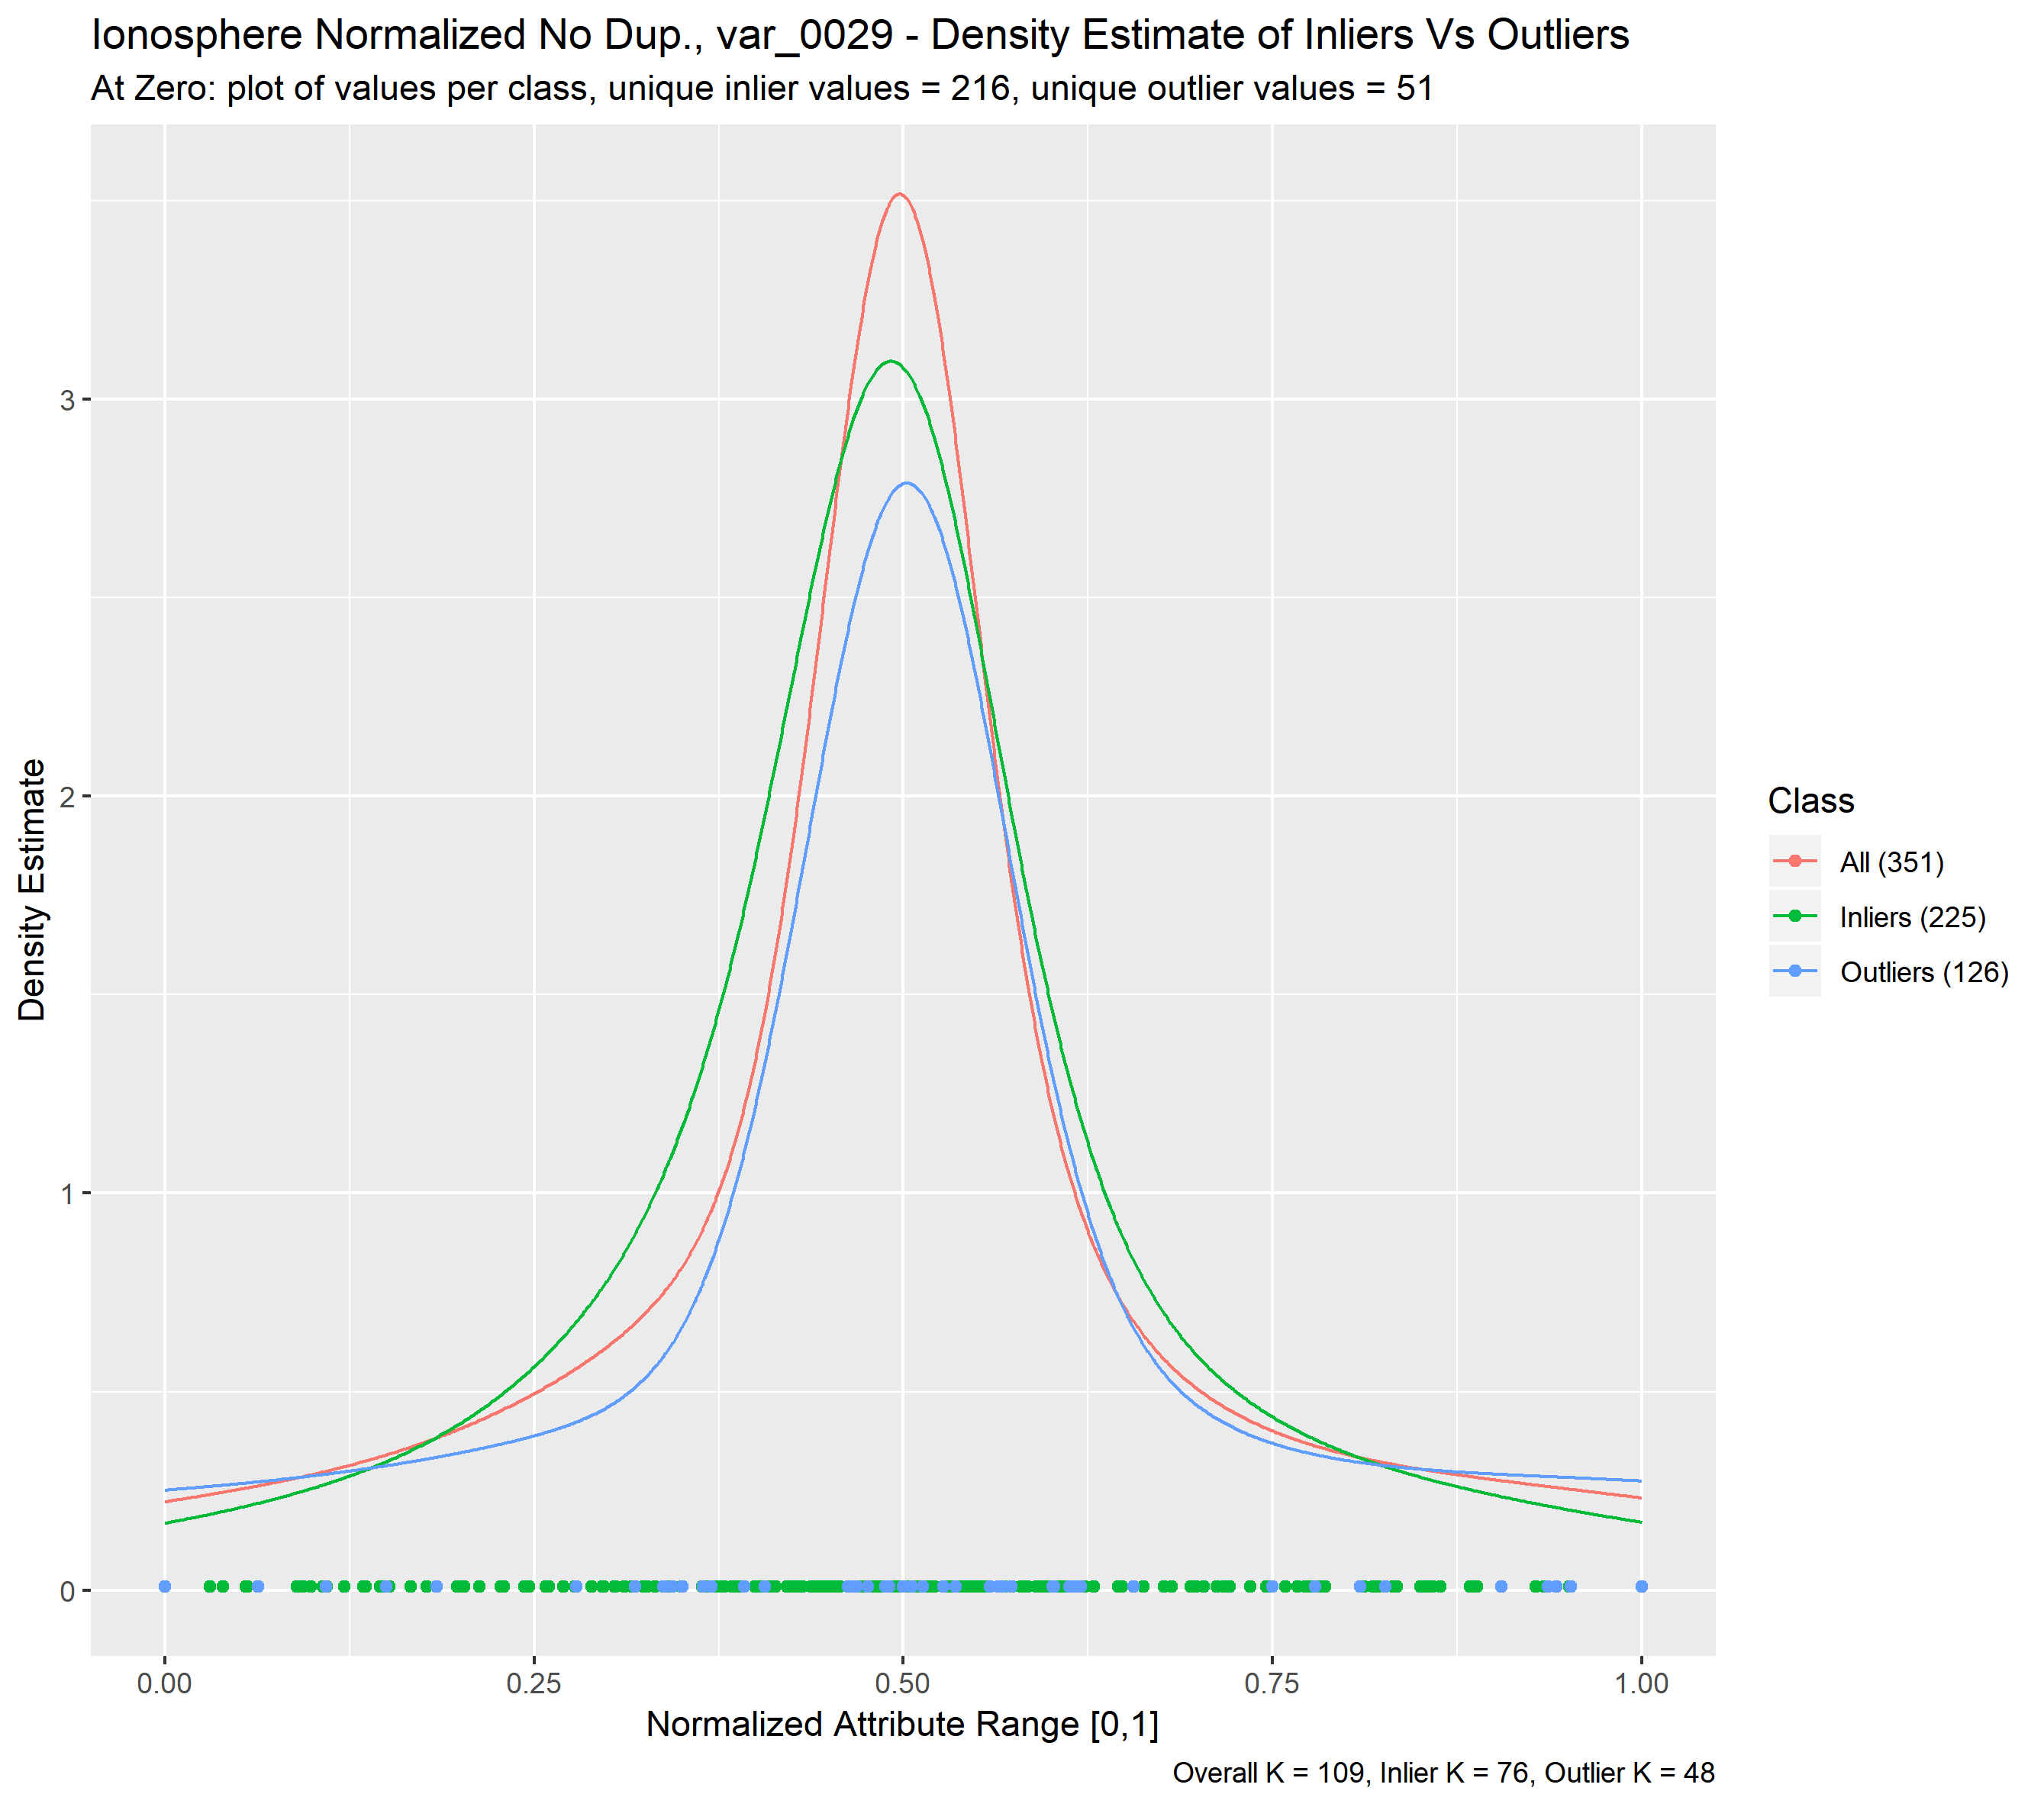 Ionosphere Normalized No Dup., var_0029 - Density Estimate of Inliers Vs Outliers
At Zero: plot of values per class, unique inlier values = 216, unique outlier values = 51
Density Estimate
3
2
1
0
0.00
0.25
0.50
0.75
1.00
Normalized Attribute Range [0,1]
Overall K = 109, Inlier K = 76, Outlier K = 48
Class
All (351)
Inliers (225)
Outliers (126)